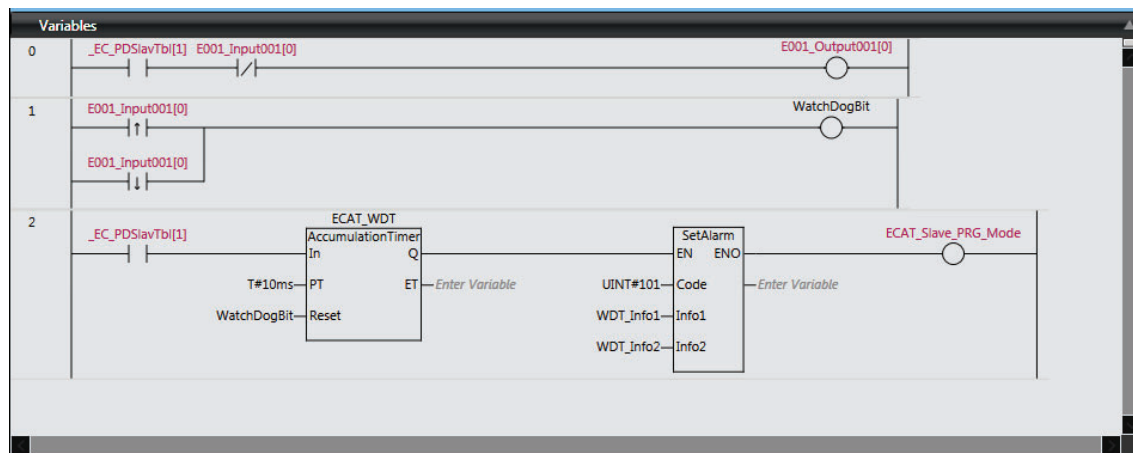 Variables
0
_EC_PDSlavTbl[1] E001_Input001[0] E001_Output001[0]
1
E001_Input001[0] WatchDogBit
E001_Input001[0]
2
ECAT_WDT
_EC_PDSlavTbl[1] AccumulationTimer SetAlarm ECAT_Slave_PRG_Mode
In Q EN ENO
T#10ms PT ET Enter Variable UINT#101 Code Enter Variable
WatchDogBit Reset WDT_Info1 Info1
WDT_Info2 Info2